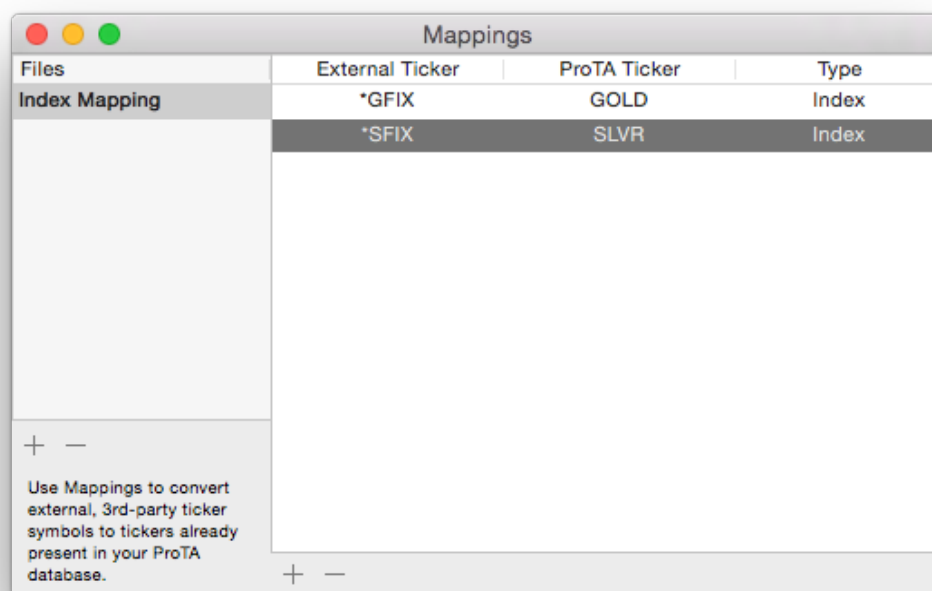 Mappings
Files External Ticker ProTA Ticker Type
Index Mapping *GFIX GOLD Index
*SFIX SLVR Index
+ −
Use Mappings to convert
external, 3rd-party ticker
symbols to tickers already
present in your ProTA
database.
+ −